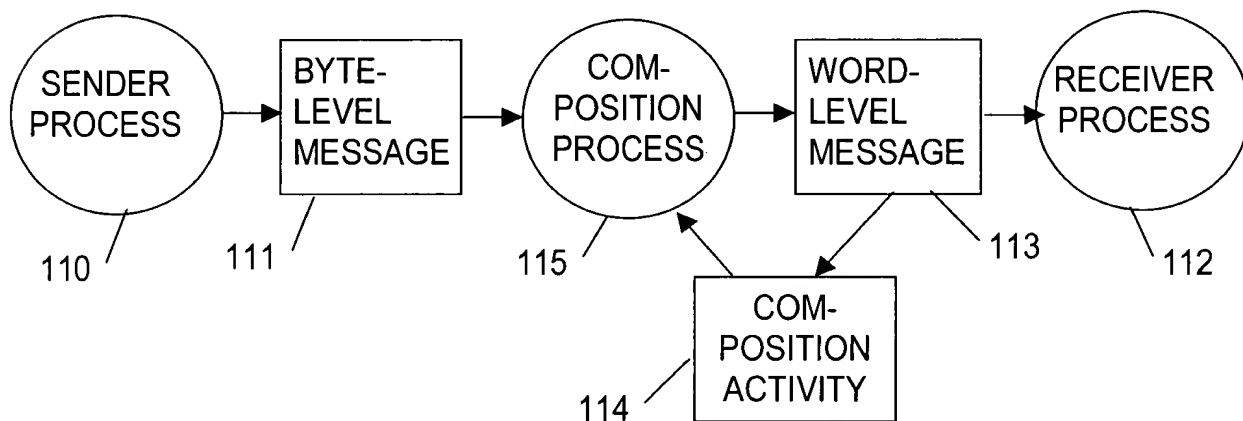 SENDER
PROCESS
BYTE-
LEVEL
MESSAGE
COM-
POSITION
PROCESS
WORD-
LEVEL
MESSAGE
RECEIVER
PROCESS
110
111
115
113
112
COM-
POSITION
ACTIVITY
114